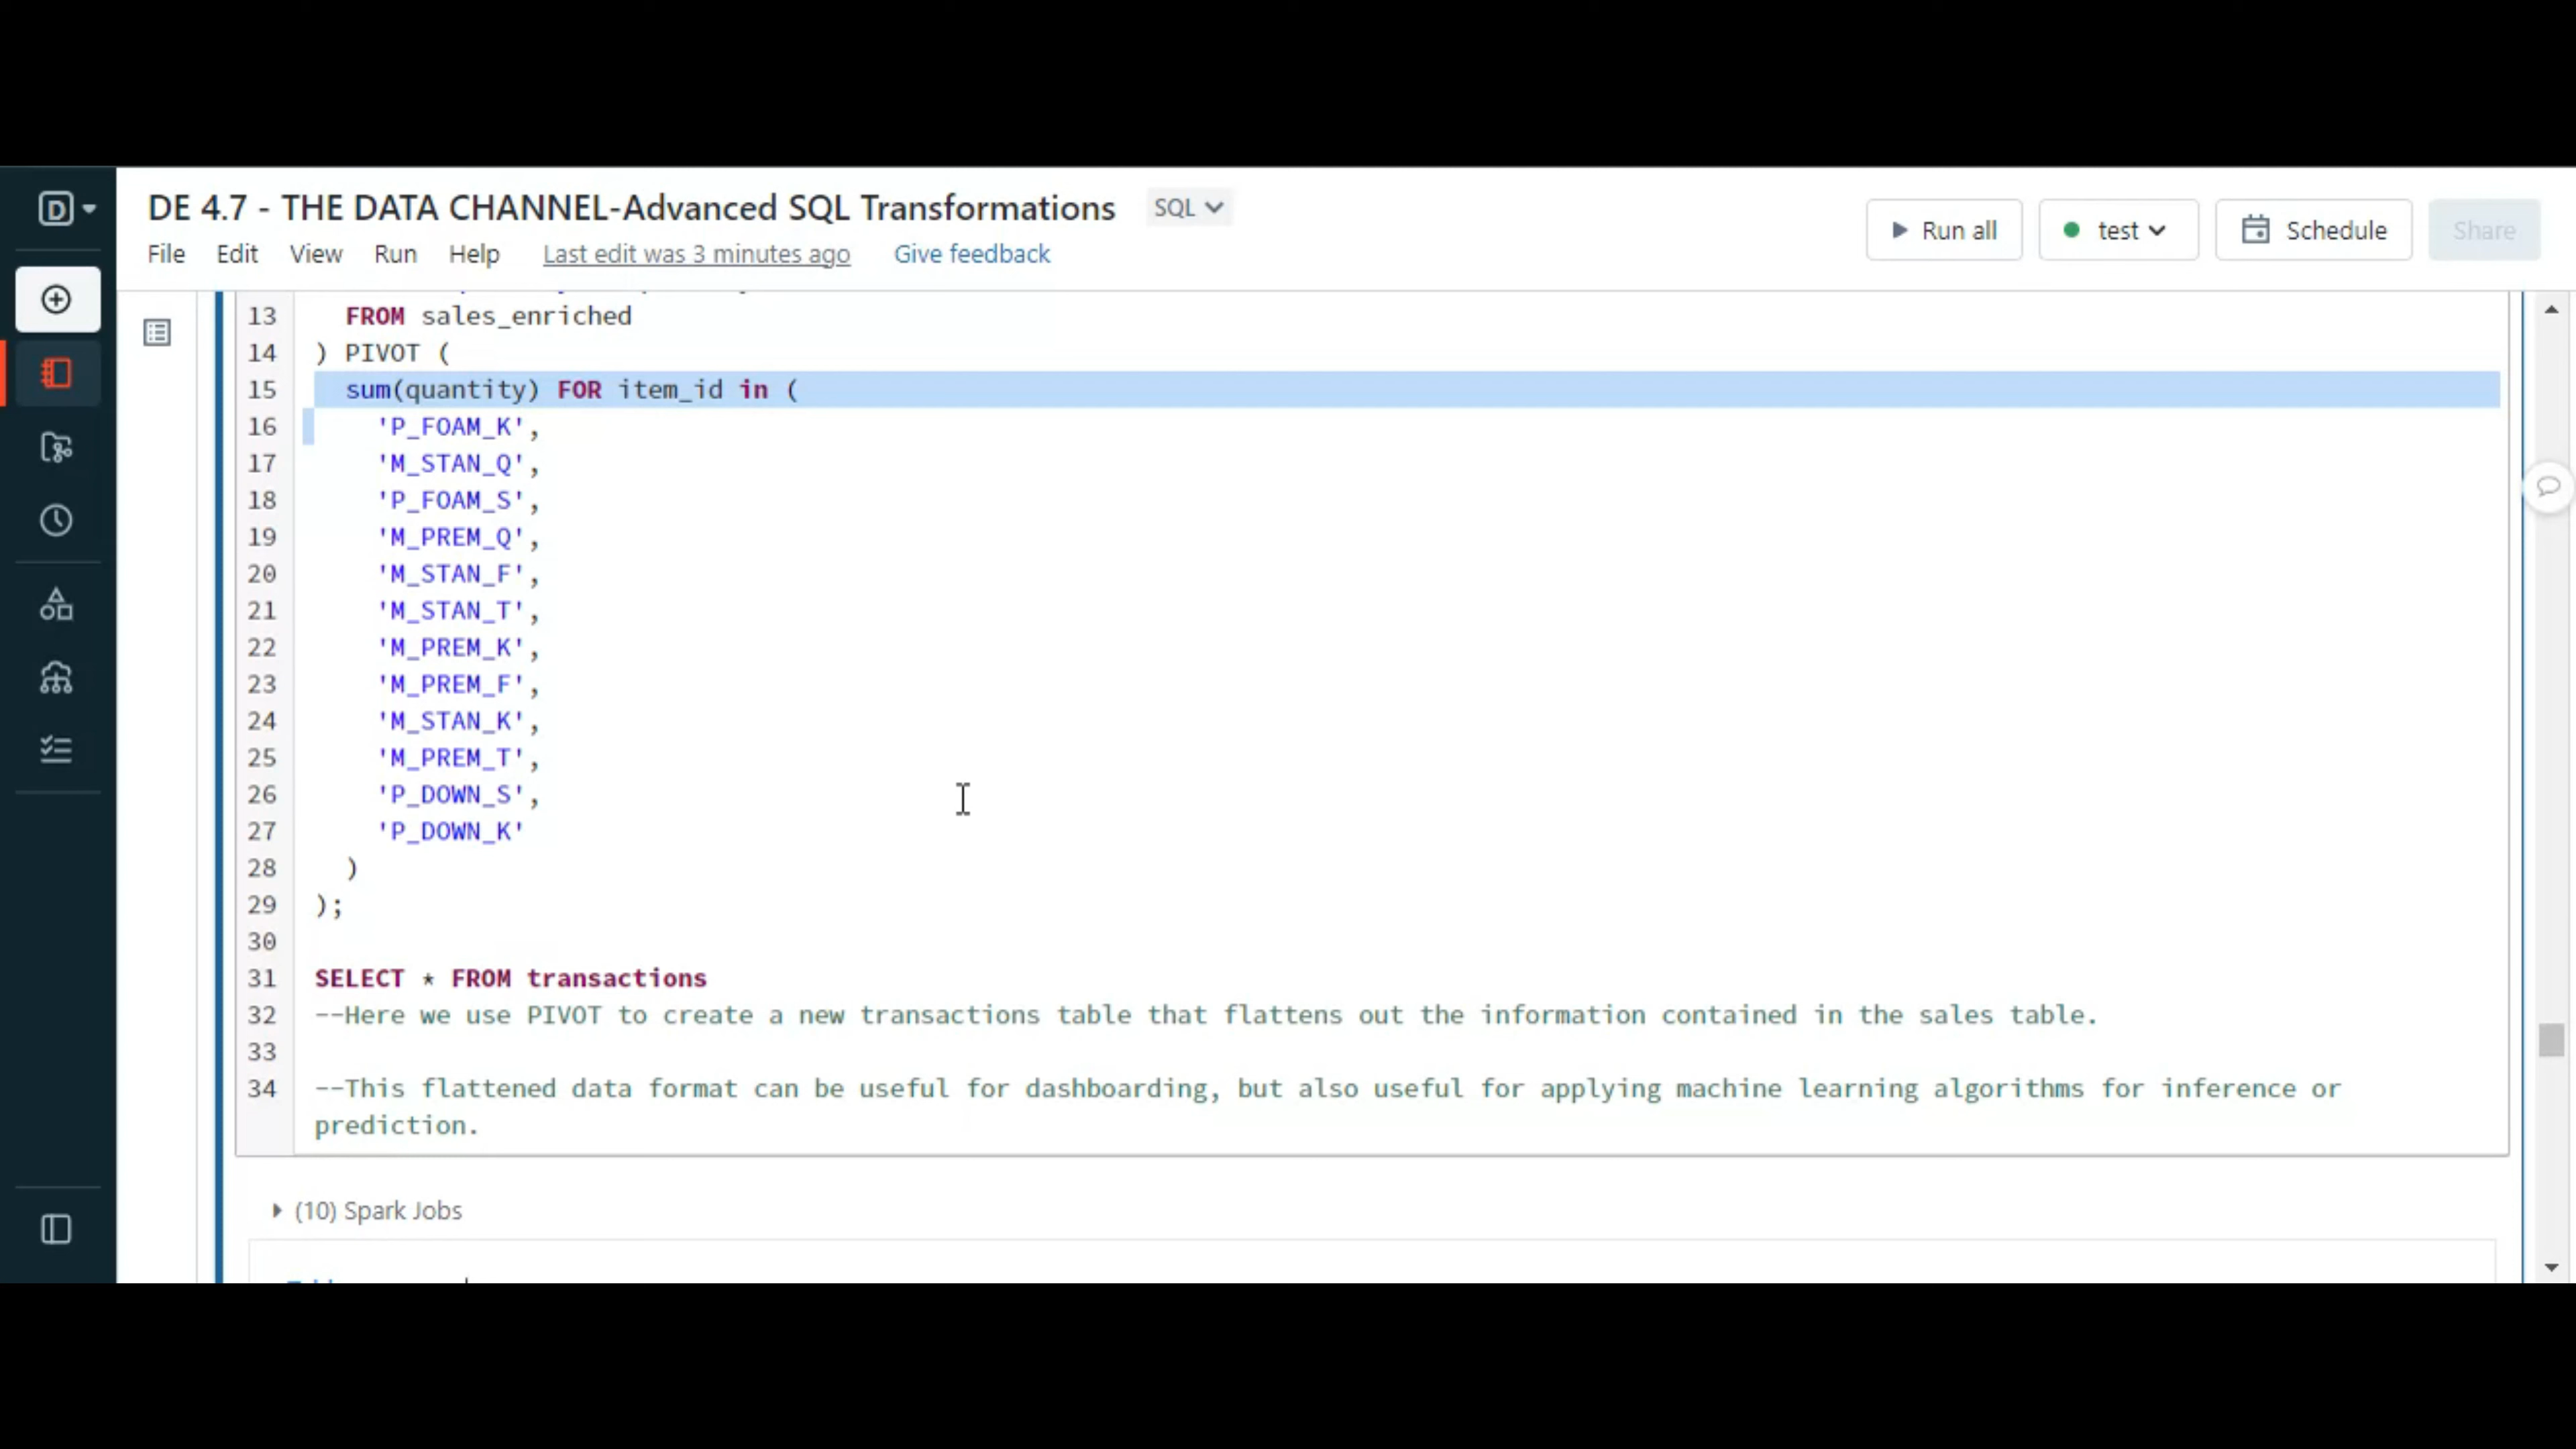 DE 4.7 - THE DATA CHANNEL-Advanced SQL Transformations SQL
File Edit View Run Help Last edit was 3 minutes ago Give feedback
Run all test Schedule Share
13 FROM sales_enriched
14 ) PIVOT (
15 sum(quantity) FOR item_id in (
16 'P_FOAM_K',
17 'M_STAN_Q',
18 'P_FOAM_S',
19 'M_PREM_Q',
20 'M_STAN_F',
21 'M_STAN_T',
22 'M_PREM_K',
23 'M_PREM_F',
24 'M_STAN_K',
25 'M_PREM_T',
26 'P_DOWN_S',
27 'P_DOWN_K'
28 )
29 );
30
31 SELECT * FROM transactions
32 --Here we use PIVOT to create a new transactions table that flattens out the information contained in the sales table.
33
34 --This flattened data format can be useful for dashboarding, but also useful for applying machine learning algorithms for inference or
prediction.
(10) Spark Jobs